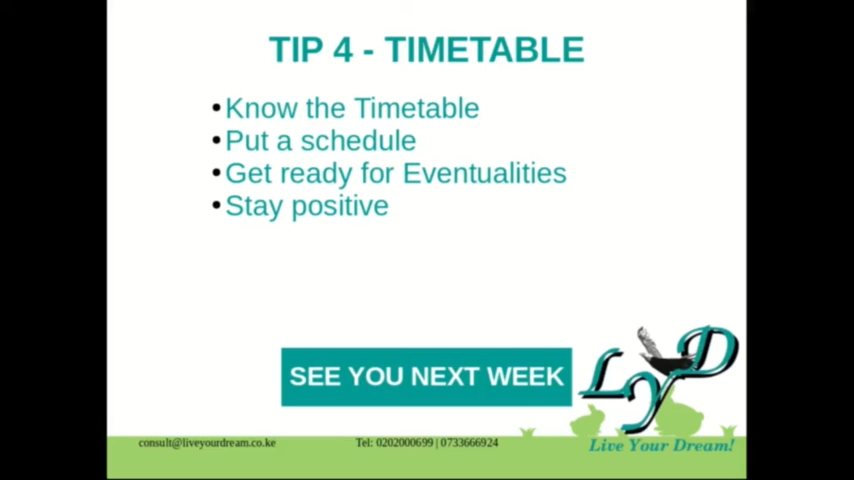 TIP 4 - TIMETABLE
•Know the Timetable
•Put a schedule
•Get ready for Eventualities
•Stay positive
SEE YOU NEXT WEEK
LYD
consult@liveyourdream.co.ke
Tel: 0202000699 | 0733666924
Live Your Dream!